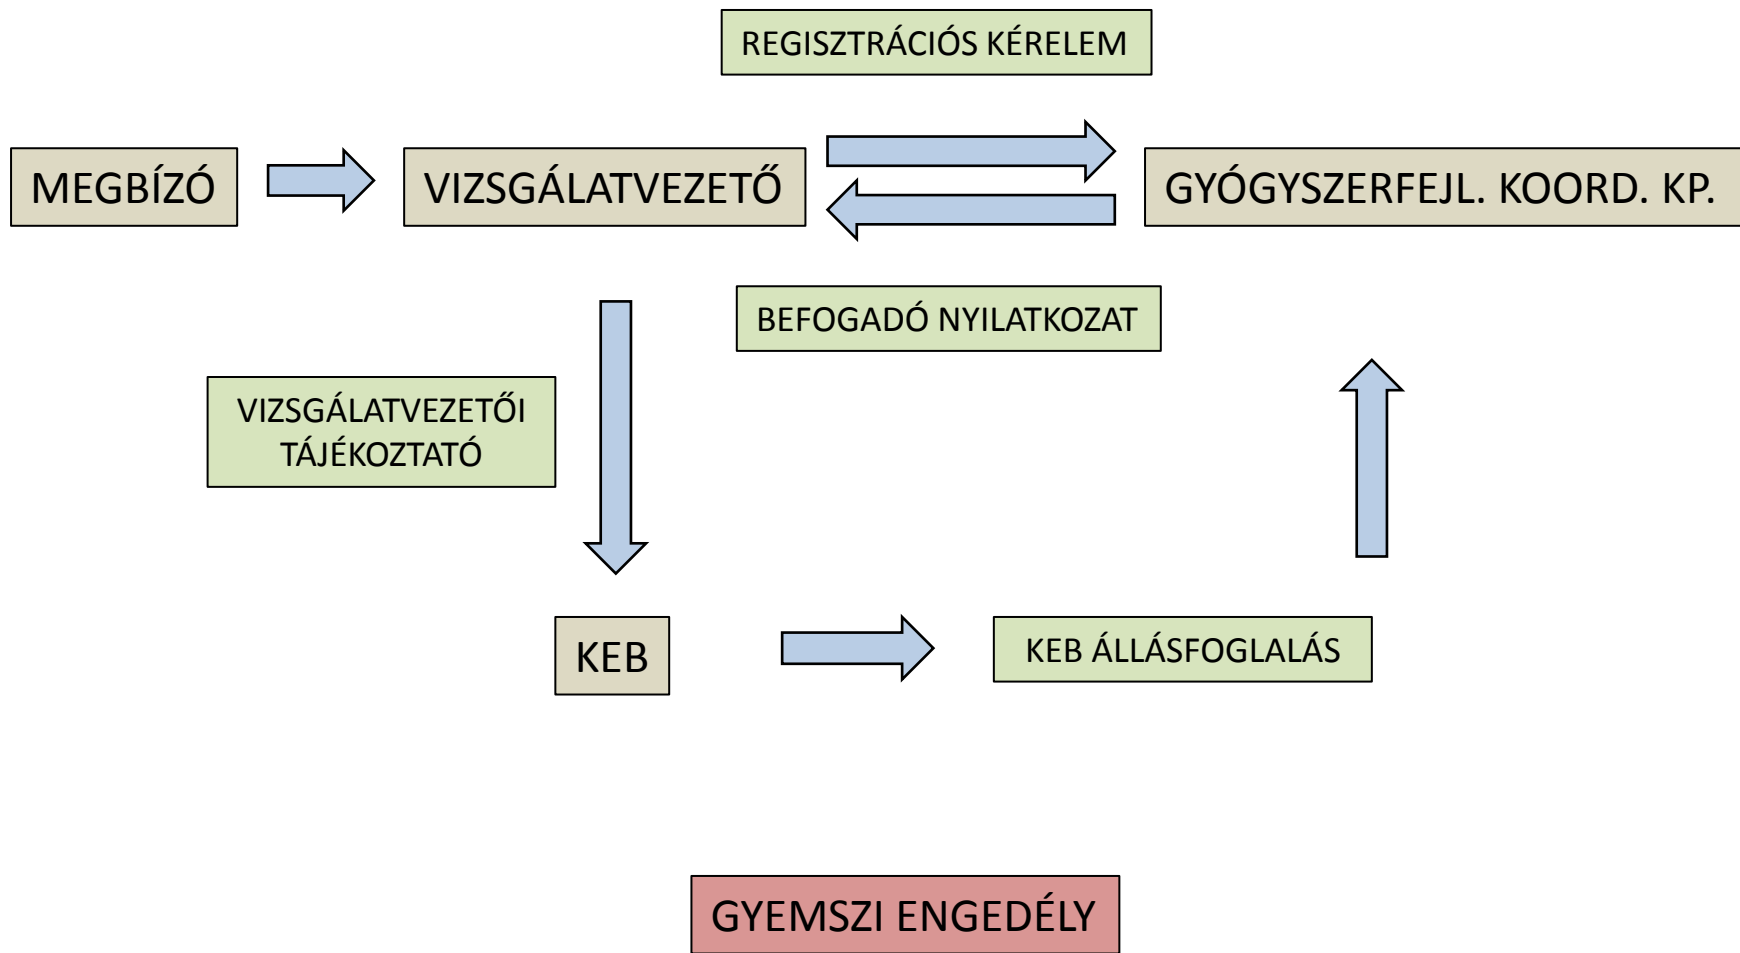 REGISZTRÁCIÓS KÉRELEM
MEGBÍZÓ
VIZSGÁLATVEZETŐ
GYÓGYSZERFEJL. KOORD. KP.
BEFOGADÓ NYILATKOZAT
VIZSGÁLATVEZETŐI
TÁJÉKOZTATÓ
KEB
KEB ÁLLÁSFOGLALÁS
GYEMSZI ENGEDÉLY